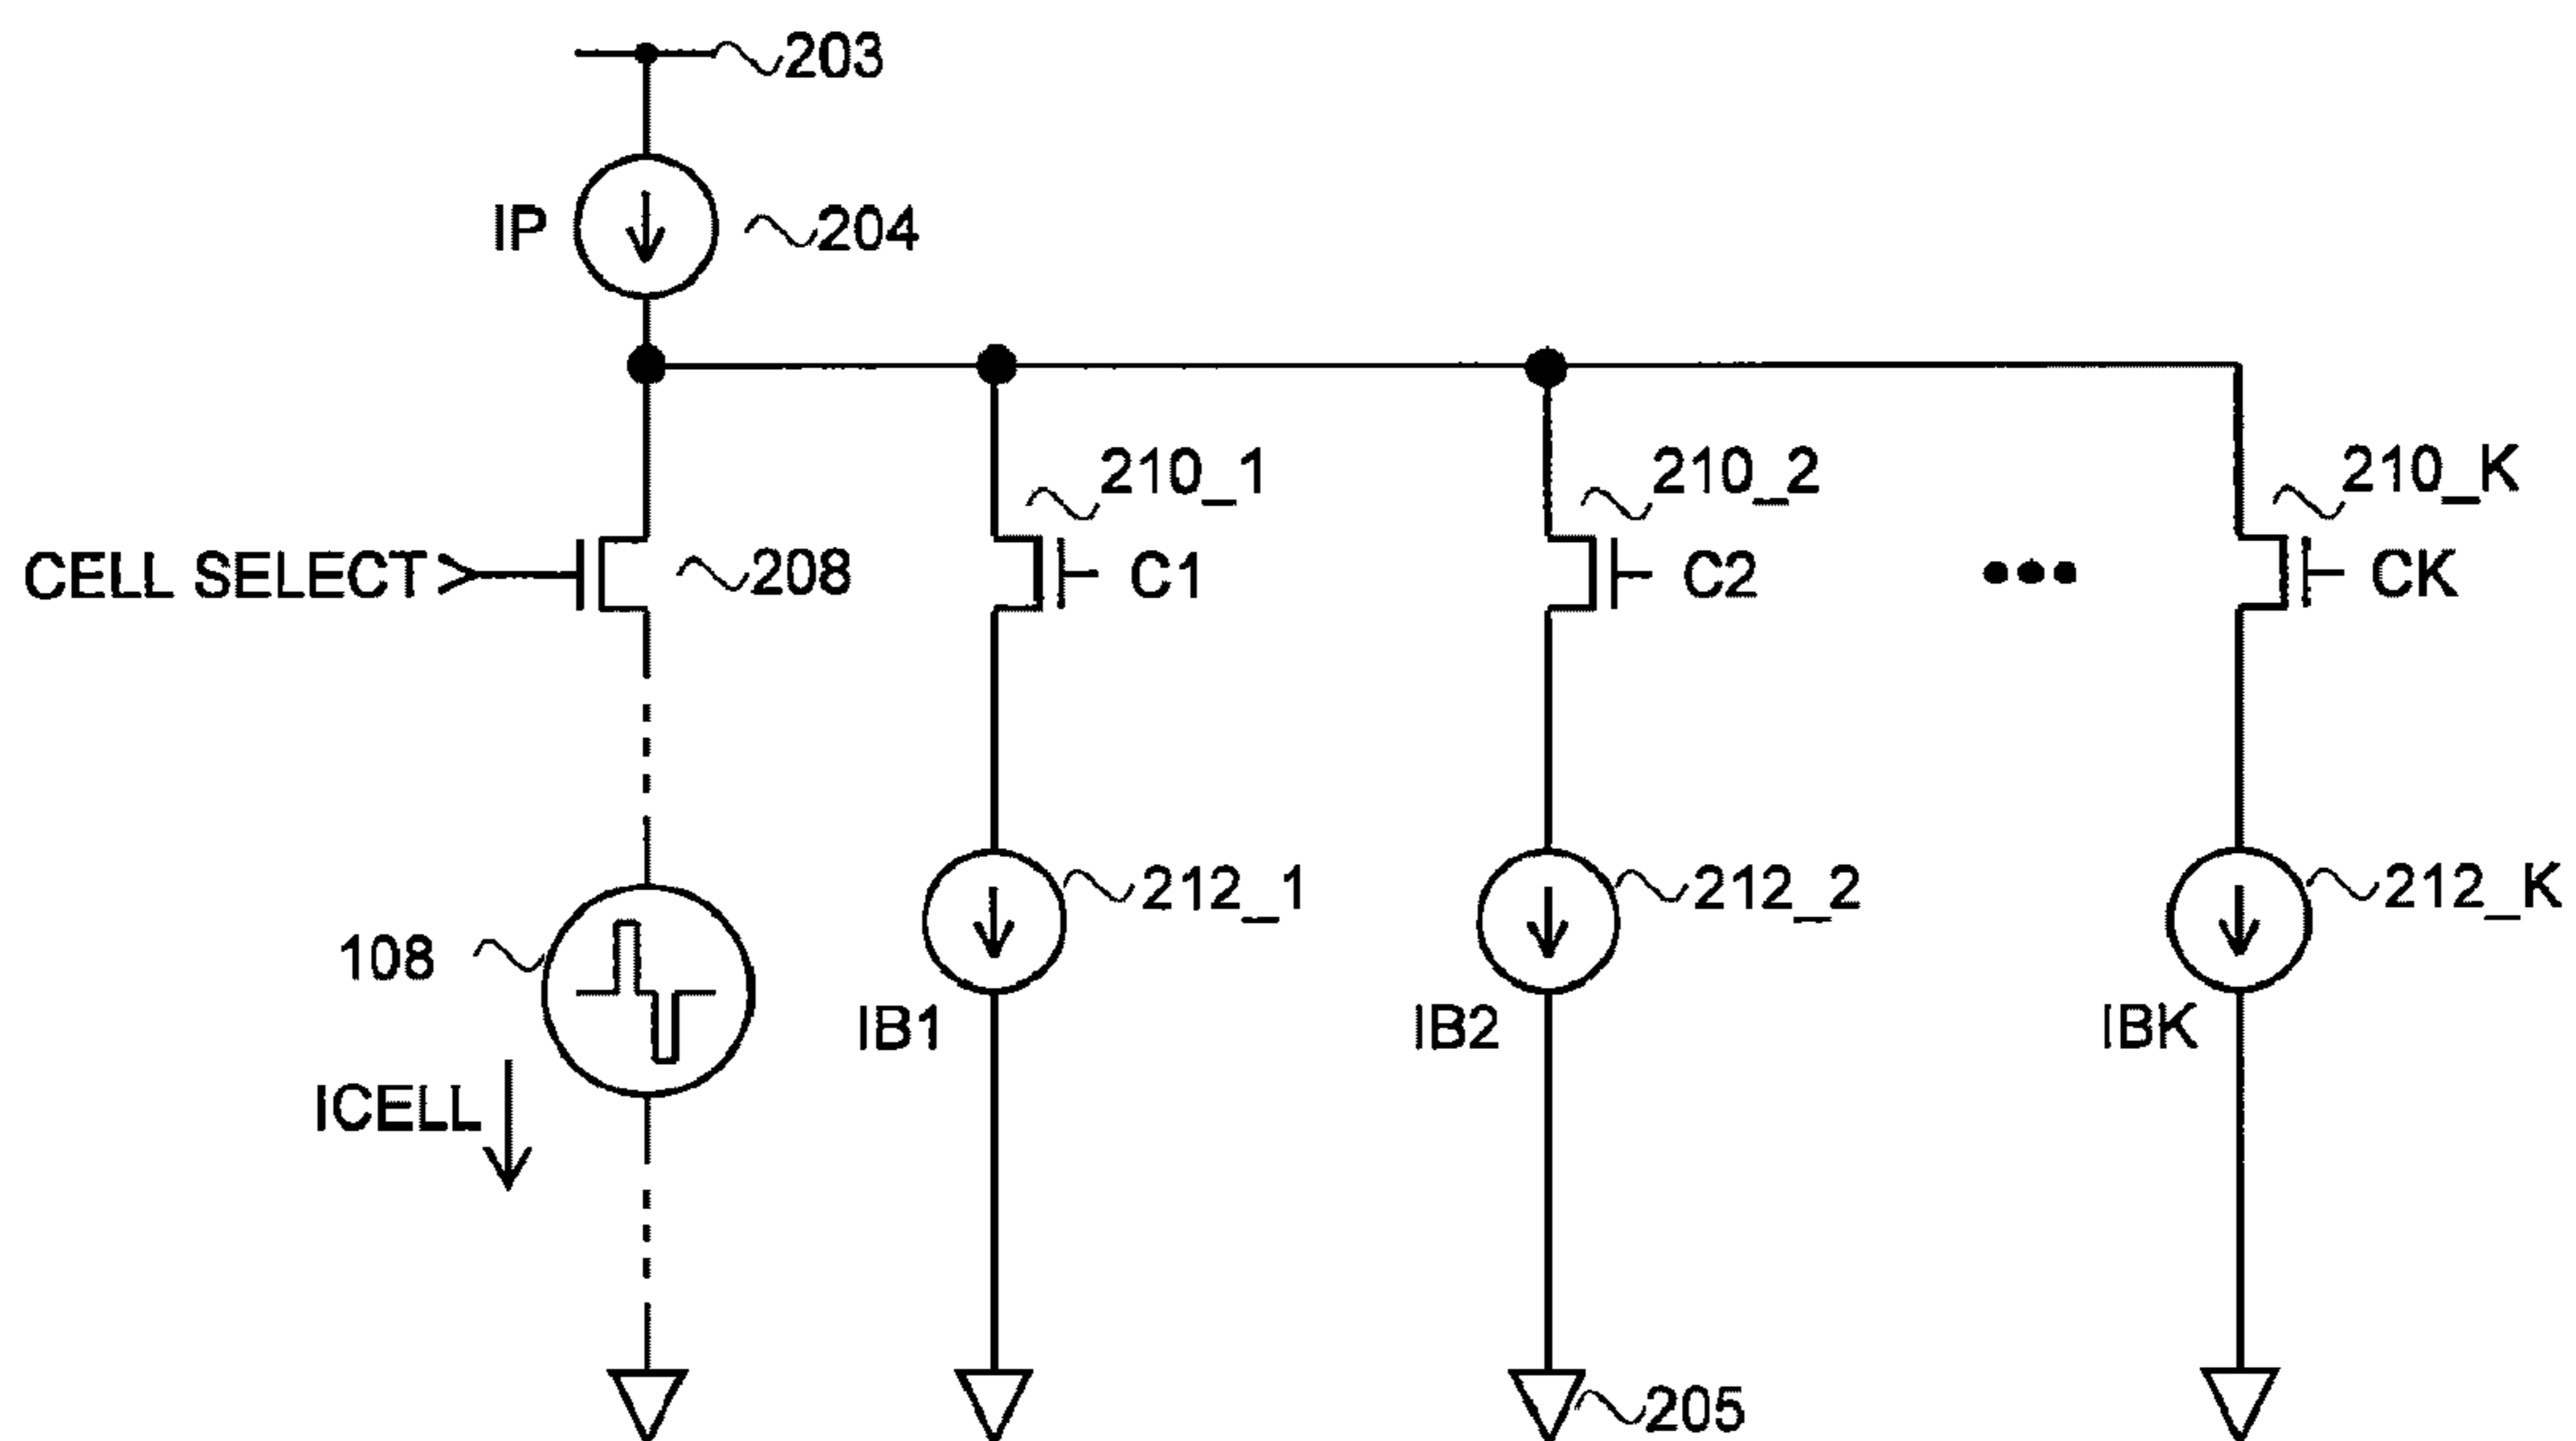 203
IP
204
210_1
210_2
210_K
CELL SELECT
208
C1
C2
CK
108
212_1
212_2
212_K
IB1
IB2
IBK
ICELL
205